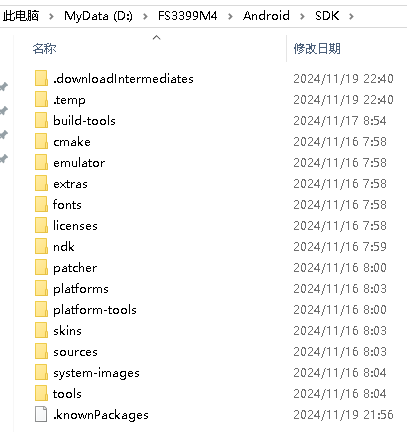 此电脑 > MyData (D:) > FS3399M4 > Android > SDK >
名称 修改日期
.downloadIntermediates 2024/11/19 22:40
.temp 2024/11/19 22:40
build-tools 2024/11/17 8:54
cmake 2024/11/16 7:58
emulator 2024/11/16 7:58
extras 2024/11/16 7:58
fonts 2024/11/16 7:58
licenses 2024/11/16 7:58
ndk 2024/11/16 7:59
patcher 2024/11/16 8:00
platforms 2024/11/16 8:03
platform-tools 2024/11/16 8:00
skins 2024/11/16 8:03
sources 2024/11/16 8:03
system-images 2024/11/16 8:04
tools 2024/11/16 8:04
.knownPackages 2024/11/19 21:56